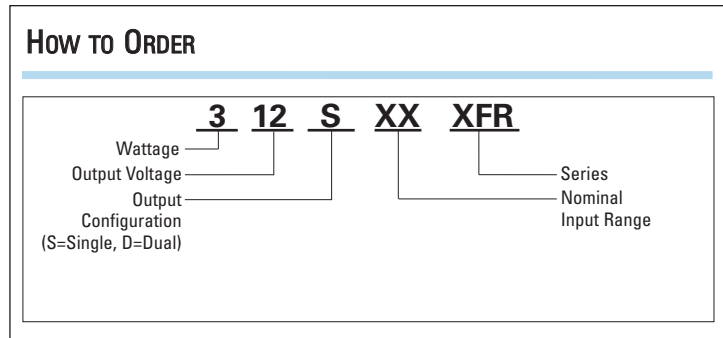 HOW TO ORDER
3 12 S XX XFR
Wattage
Output Voltage
Output
Configuration
(S=Single, D=Dual)
Series
Nominal
Input Range